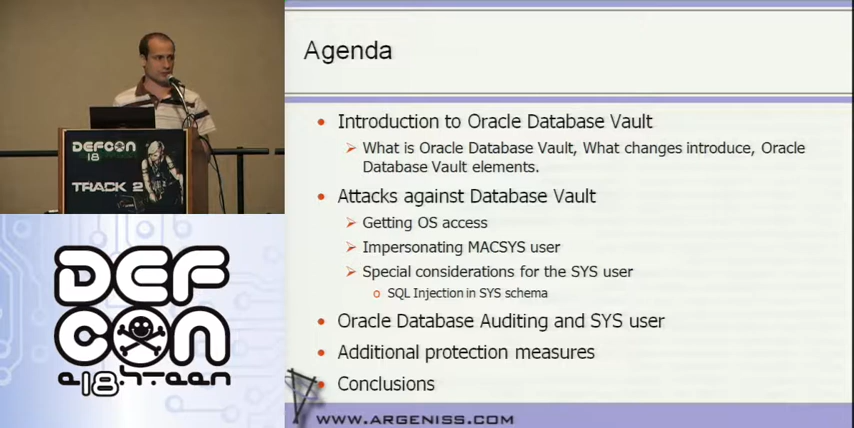 DEFCON
18
TRACK 2
DEF
CON
18
Agenda
• Introduction to Oracle Database Vault
➢ What is Oracle Database Vault, What changes introduce, Oracle
Database Vault elements.
• Attacks against Database Vault
➢ Getting OS access
➢ Impersonating MACSYS user
➢ Special considerations for the SYS user
o SQL Injection in SYS schema
• Oracle Database Auditing and SYS user
• Additional protection measures
• Conclusions
WWW.ARGENISS.COM